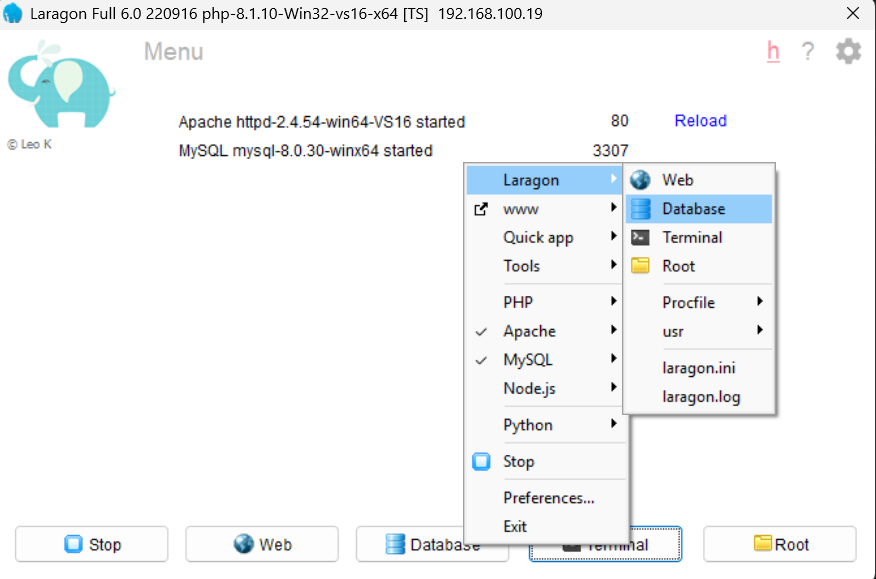 Laragon Full 6.0 220916 php-8.1.10-Win32-vs16-x64 [TS] 192.168.100.19
Menu
h ?
© Leo K
Apache httpd-2.4.54-win64-VS16 started 80 Reload
MySQL mysql-8.0.30-winx64 started 3307
Laragon
www
Quick app
Tools
PHP
Apache
MySQL
Node.js
Python
Stop
Preferences...
Exit
Web
Database
Terminal
Root
Procfile
usr
laragon.ini
laragon.log
Stop
Web
Database
Terminal
Root